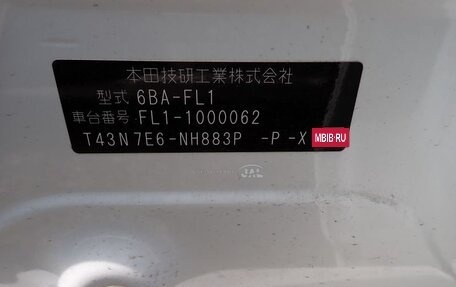 本田技研工業株式会社
型式 6BA-FL1
車台番号 FL1-1000062
T43N7E6-NH883P -P -X
MBIB.RU